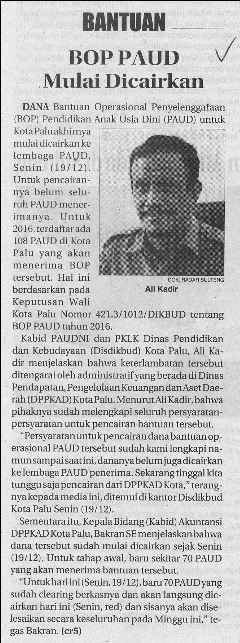 BANTUAN
BOP PAUD
Mulai Dicairkan
DANA Bantuan Operasional Penyelenggafaan
(BOP) Pendidikan Anak Usia Dini (PAUD) untuk
Kota Palu akhirnya
mulai dicairkan ke
lembaga PAUD,
Senin (19/12).
Untuk pencairan-
nya belum selu-
ruh PAUD mener-
imanya. Untuk
2016, terdaftar ada
108 PAUD di Kota
Palu yang akan
menerima BOP
tersebut. Hal ini
berdasarkan pada
Keputusan Wali
DOK. RADAR SULTENG
Ali Kadir
Kota Palu Nomor 421.3/1012/DIKBUD tentang
BOP PAUD tahun 2016.
Kabid PAUDNI dan PKLK Dinas Pendidikan
dan Kebudayaan (Disdikbud) Kota Palu, Ali Ka-
dir menjelaskan bahwa keterlambatan tersebut
ditengarai oleh administratif yang berada di Dinas
Pendapatan, Pengelolaan Keuangan dan Aset Dae-
rah (DPPKAD) Kota Palu. Menurut Ali Kadir, bahwa
pihaknya sudah melengkapi seluruh persyaratan-
persyaratan untuk pencairan bantuan tersebut.
"Persyaratan untuk pencairan dana bantuan op-
erasional PAUD tersebut sudah kami lengkapi na-
mun sampai saat ini, dananya belum juga dicairkan
ke lembaga PAUD penerima. Sekarang tinggal kita
tunggu saja pencairan dari DPPKAD Kota Palu," terang-
nya kepada media ini, ditemui di kantor Disdikbud
Kota Palu Senin (19/12).
Sementara itu, Kepala Bidang (Kabid) Akuntansi
DPPKAD Kota Palu, Bakran SE menjelaskan bahwa
dana tersebut sudah mulai dicairkan sejak Senin
(19/12). Untuk tahap awal, baru sekitar 70 PAUD
yang akan menerima bantuan tersebut.
"Untuk hari ini (Senin, 19/12), baru 70 PAUD yang
sudah clearing berkasnya dan akan langsung dic-
airkan hari ini (Senin, red) dan sisanya akan dise-
lesaikan secara keseluruhan pada Minggu ini," te-
gas Bakran. (cr5)